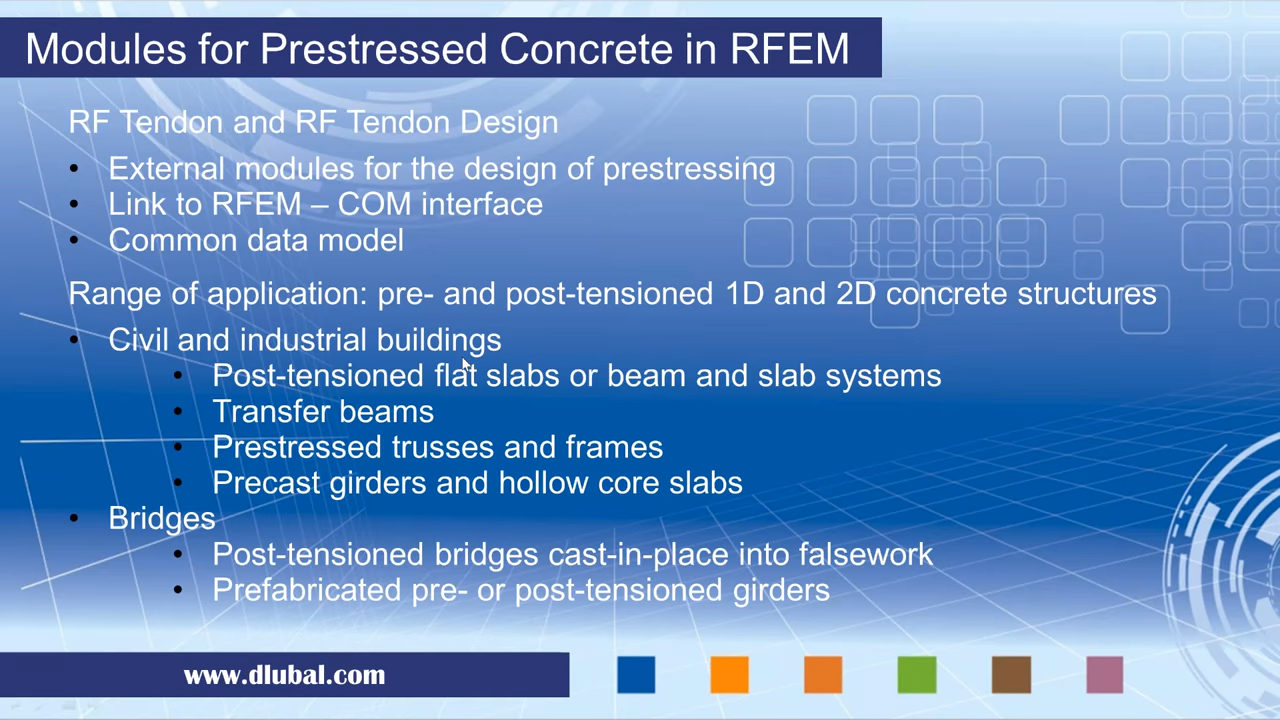 Modules for Prestressed Concrete in RFEM
RF Tendon and RF Tendon Design
• External modules for the design of prestressing
• Link to RFEM – COM interface
• Common data model
Range of application: pre- and post-tensioned 1D and 2D concrete structures
• Civil and industrial buildings
• Post-tensioned flat slabs or beam and slab systems
• Transfer beams
• Prestressed trusses and frames
• Precast girders and hollow core slabs
• Bridges
• Post-tensioned bridges cast-in-place into falsework
• Prefabricated pre- or post-tensioned girders
www.dlubal.com